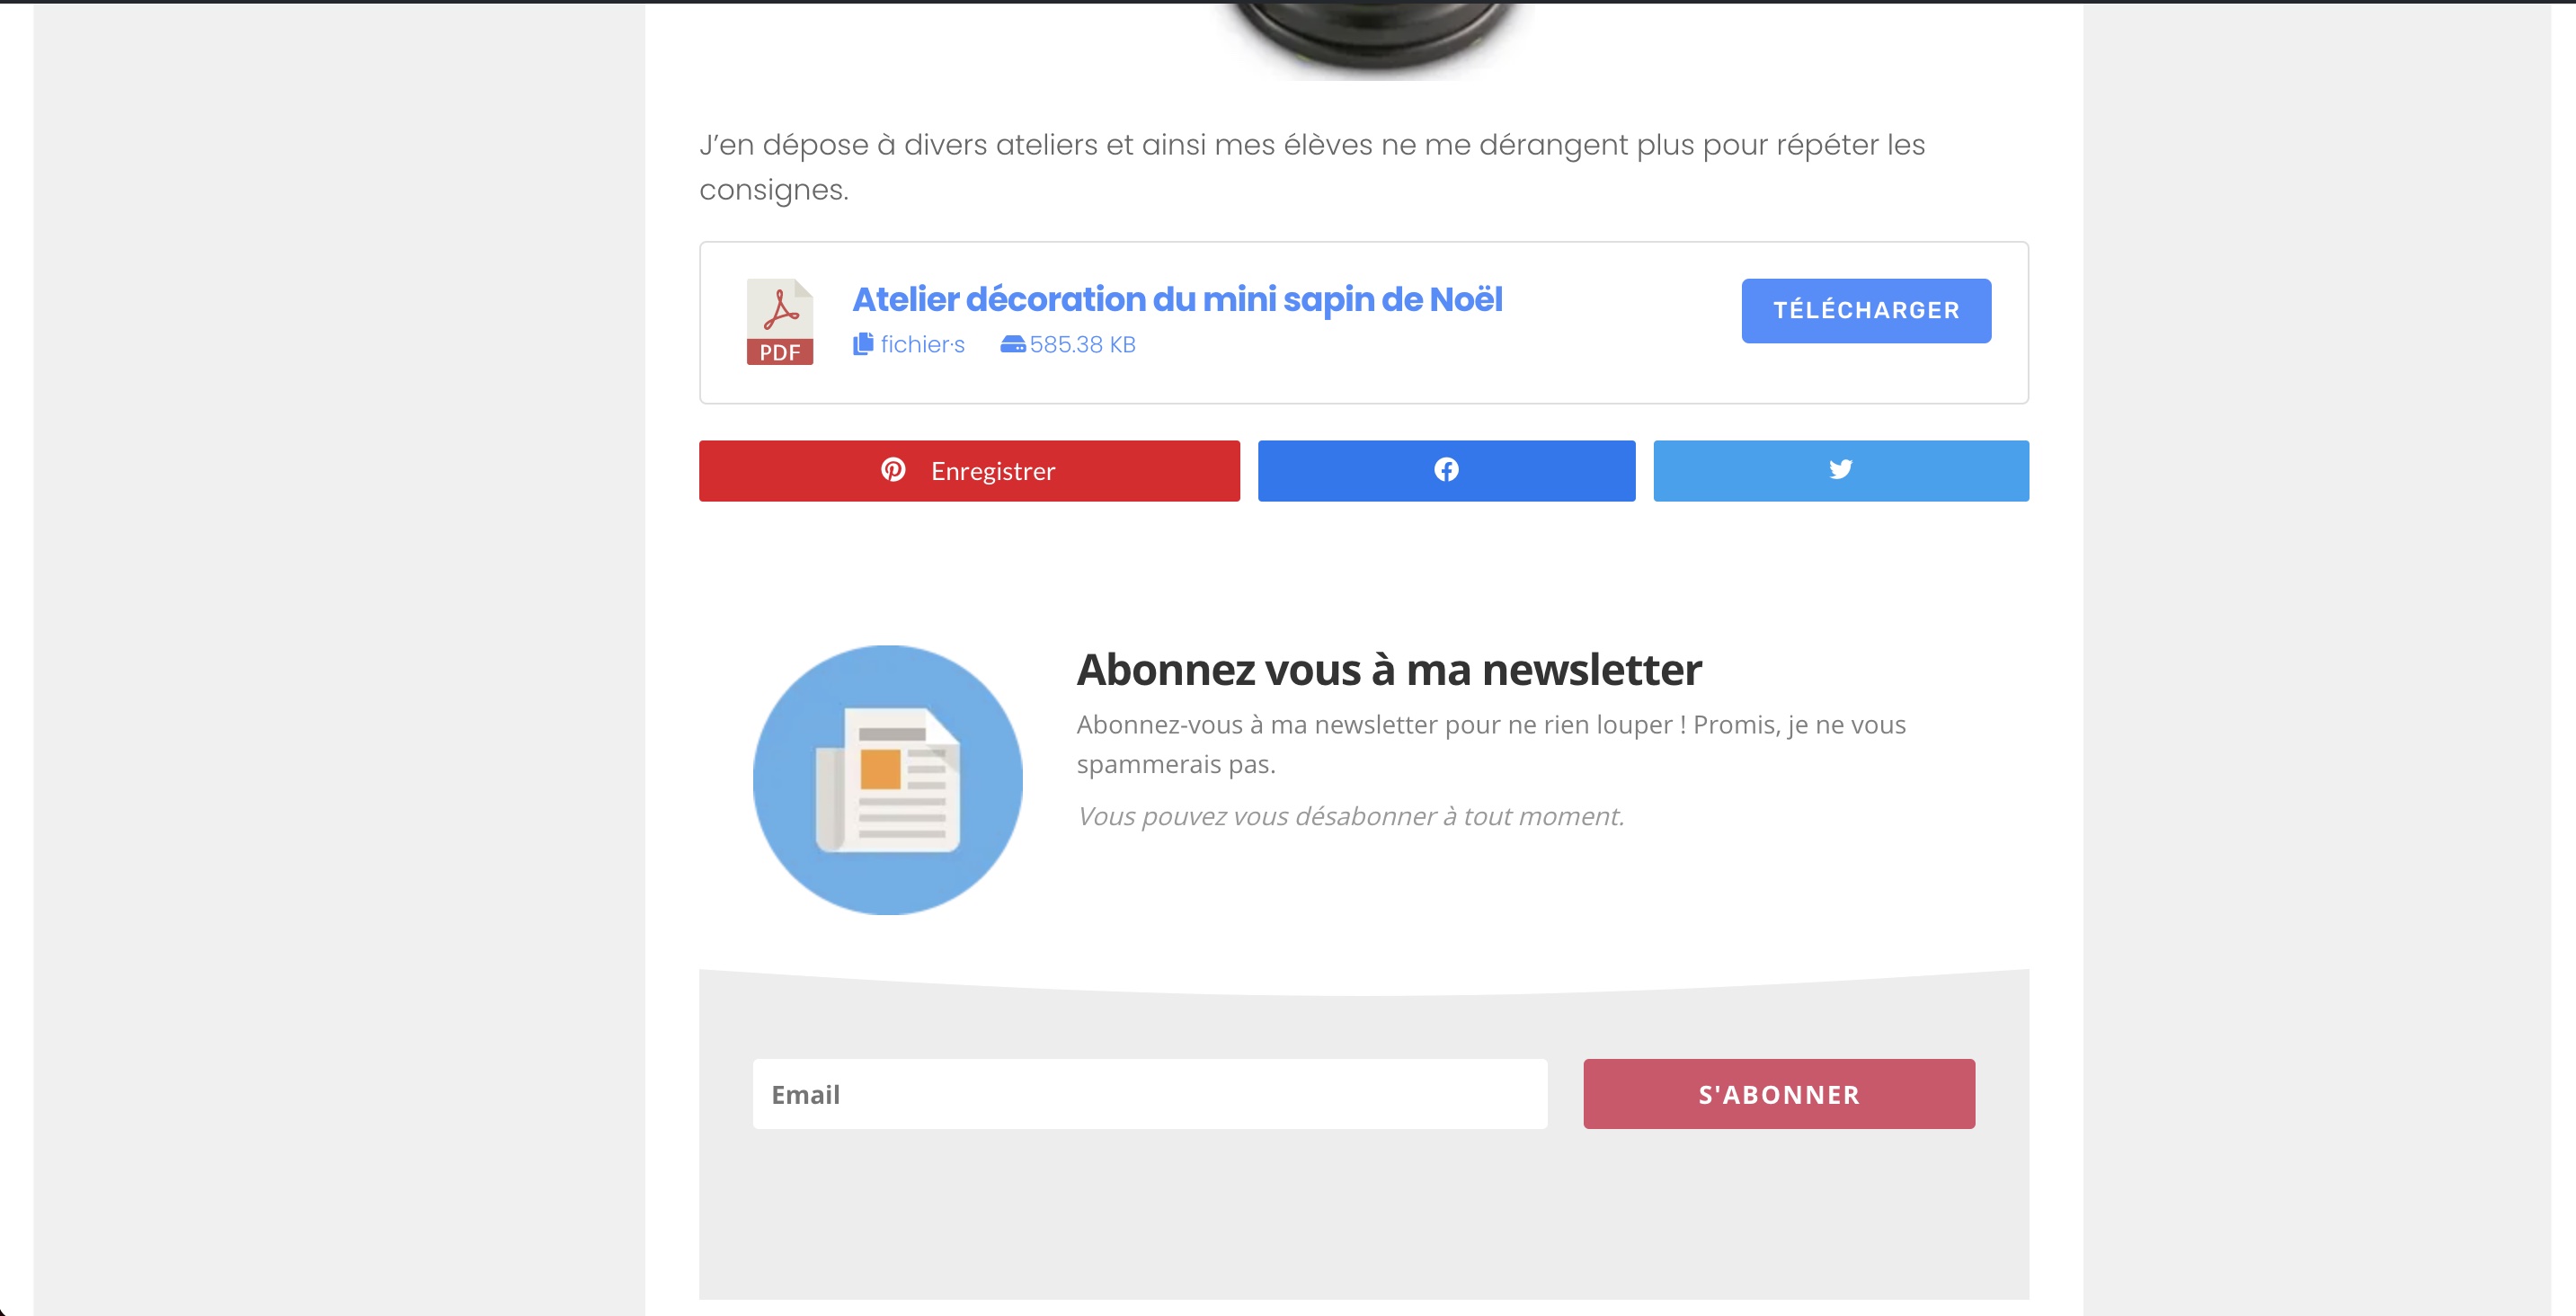 J’en dépose à divers ateliers et ainsi mes élèves ne me dérangent plus pour répéter les
consignes.
PDF
Atelier décoration du mini sapin de Noël
fichier·s 585.38 KB
TÉLÉCHARGER
Enregistrer
Abonnez vous à ma newsletter
Abonnez-vous à ma newsletter pour ne rien louper ! Promis, je ne vous
spammerais pas.
Vous pouvez vous désabonner à tout moment.
Email
S'ABONNER